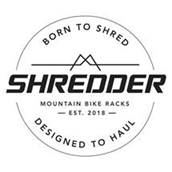 BORN TO SHRED
SHREDDER
MOUNTAIN BIKE RACKS
— EST. 2018 —
DESIGNED TO HAUL